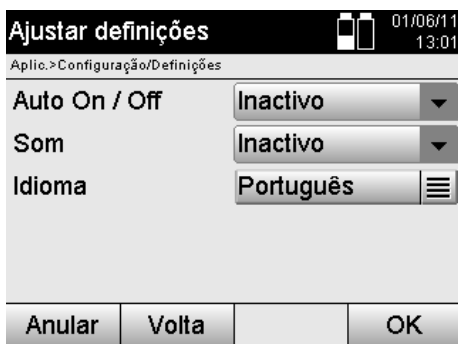 Ajustar definições
01/06/11
13:01
Aplic.>Configuração/Definições
Auto On / Off Inactivo
Som Inactivo
Idioma Português
Anular Volta OK